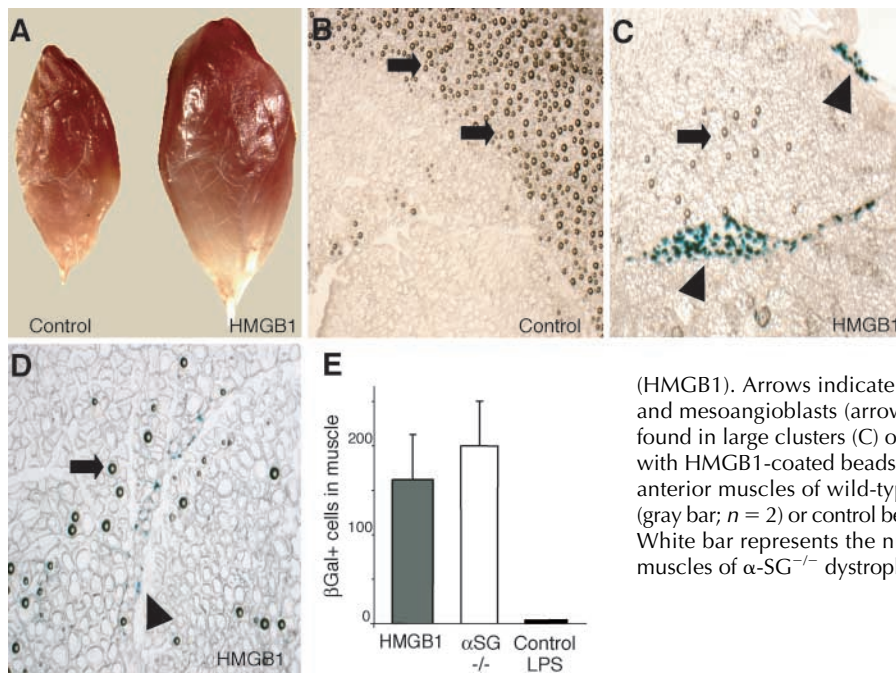 A
Control
HMGB1
B
Control
C
HMGB1
D
HMGB1
E
βGal+ cells in muscle
200
100
0
HMGB1
αSG
-/-
Control
LPS
(HMGB1). Arrows indicate
and mesoangioblasts (arrow
found in large clusters (C) o
with HMGB1-coated beads
anterior muscles of wild-typ
(gray bar; n = 2) or control be
White bar represents the n
muscles of α-SG−/− dystroph